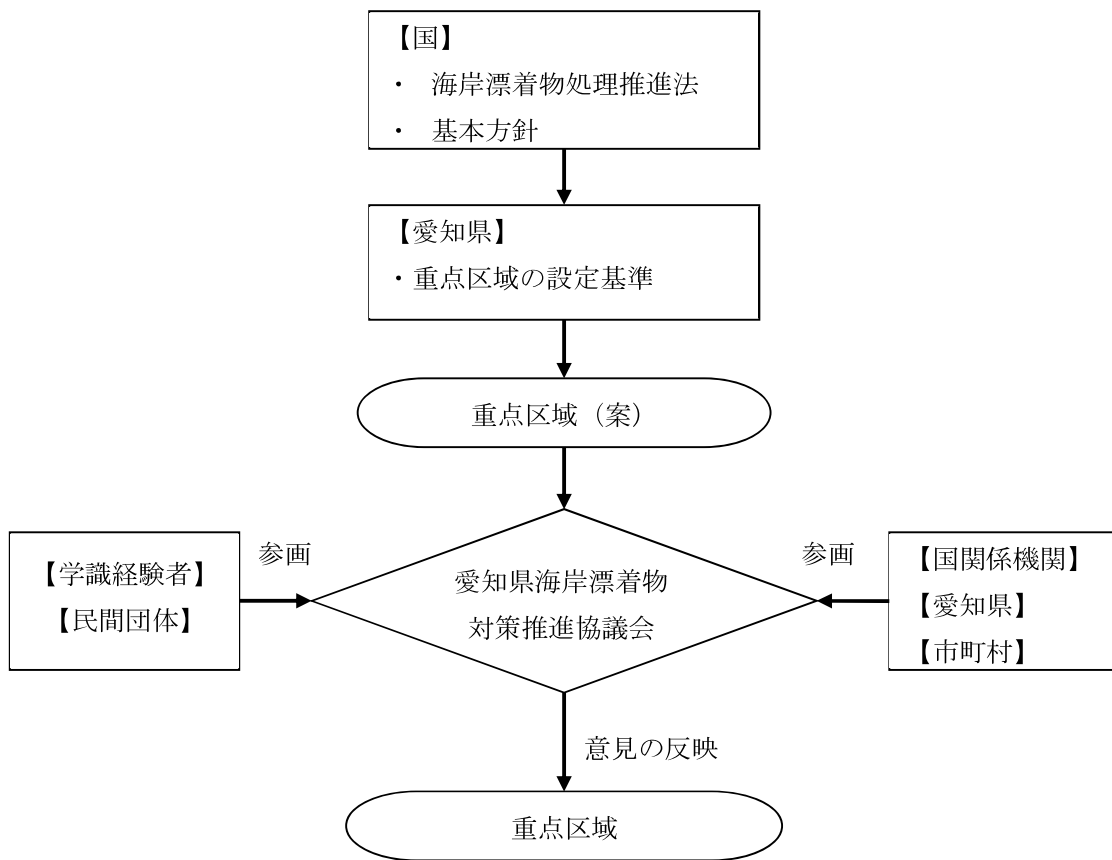 【国】
・ 海岸漂着物処理推進法
・ 基本方針
【愛知県】
・重点区域の設定基準
重点区域（案）
【学識経験者】
【民間団体】
参画
愛知県海岸漂着物
対策推進協議会
参画
【国関係機関】
【愛知県】
【市町村】
意見の反映
重点区域